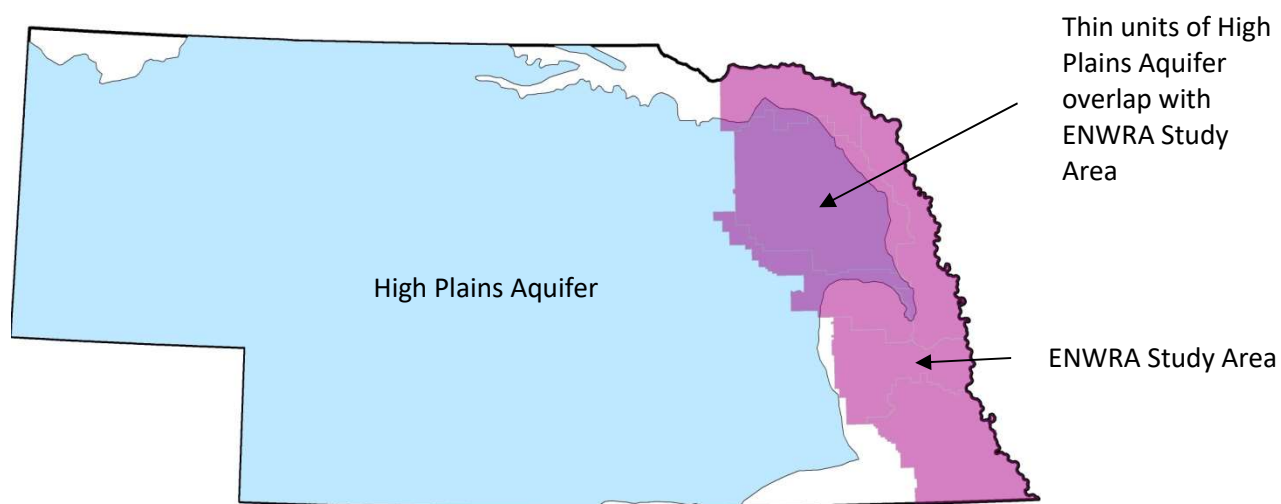 Thin units of High
Plains Aquifer
overlap with
ENWRA Study
Area
High Plains Aquifer
ENWRA Study Area